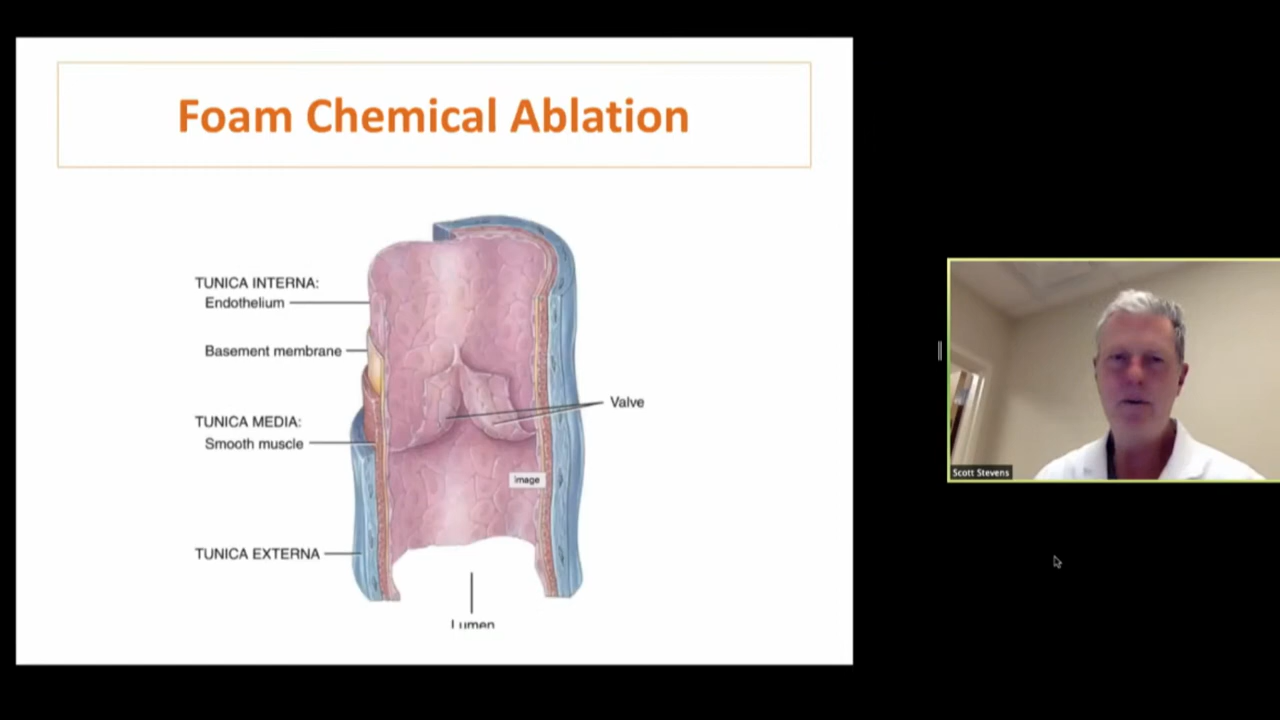 Foam Chemical Ablation
TUNICA INTERNA:
Endothelium
Basement membrane
TUNICA MEDIA:
Smooth muscle
TUNICA EXTERNA
Valve
Image
Lumen
Scott Stevens